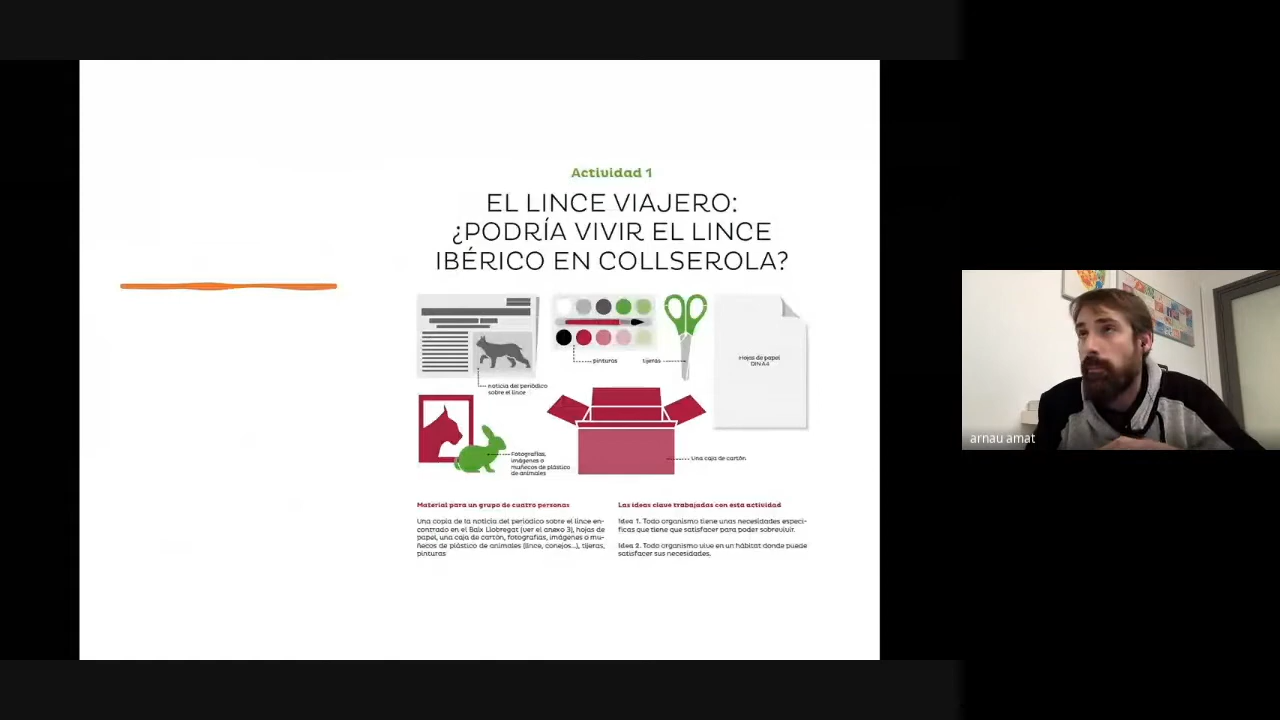 Actividad 1
EL LINCE VIAJERO:
¿PODRÍA VIVIR EL LINCE
IBÉRICO EN COLLSEROLA?
pinturas
tijeras
Hojas de papel
DIN A4
noticia del periódico
sobre el lince
Fotografías,
imágenes o
muñecos de plástico
de animales
Una caja de cartón.
Material para un grupo de cuatro personas
Una copia de la noticia del periodico sobre el lince en-
contrado en el Baix Llobregat (ver el anexo 3), hojas de
papel, una caja de cartón, fotografías, imágenes o mu-
ñecos de plástico de animales (lince, conejos...), tijeras,
pinturas
Las ideas clave trabajadas con esta actividad
Idea 1. Todo organismo tiene unas necesidades especí-
ficas que tiene que satisfacer para poder sobrevivir.
Idea 2. Todo organismo vive en un hábitat donde puede
satisfacer sus necesidades.
arnau amat